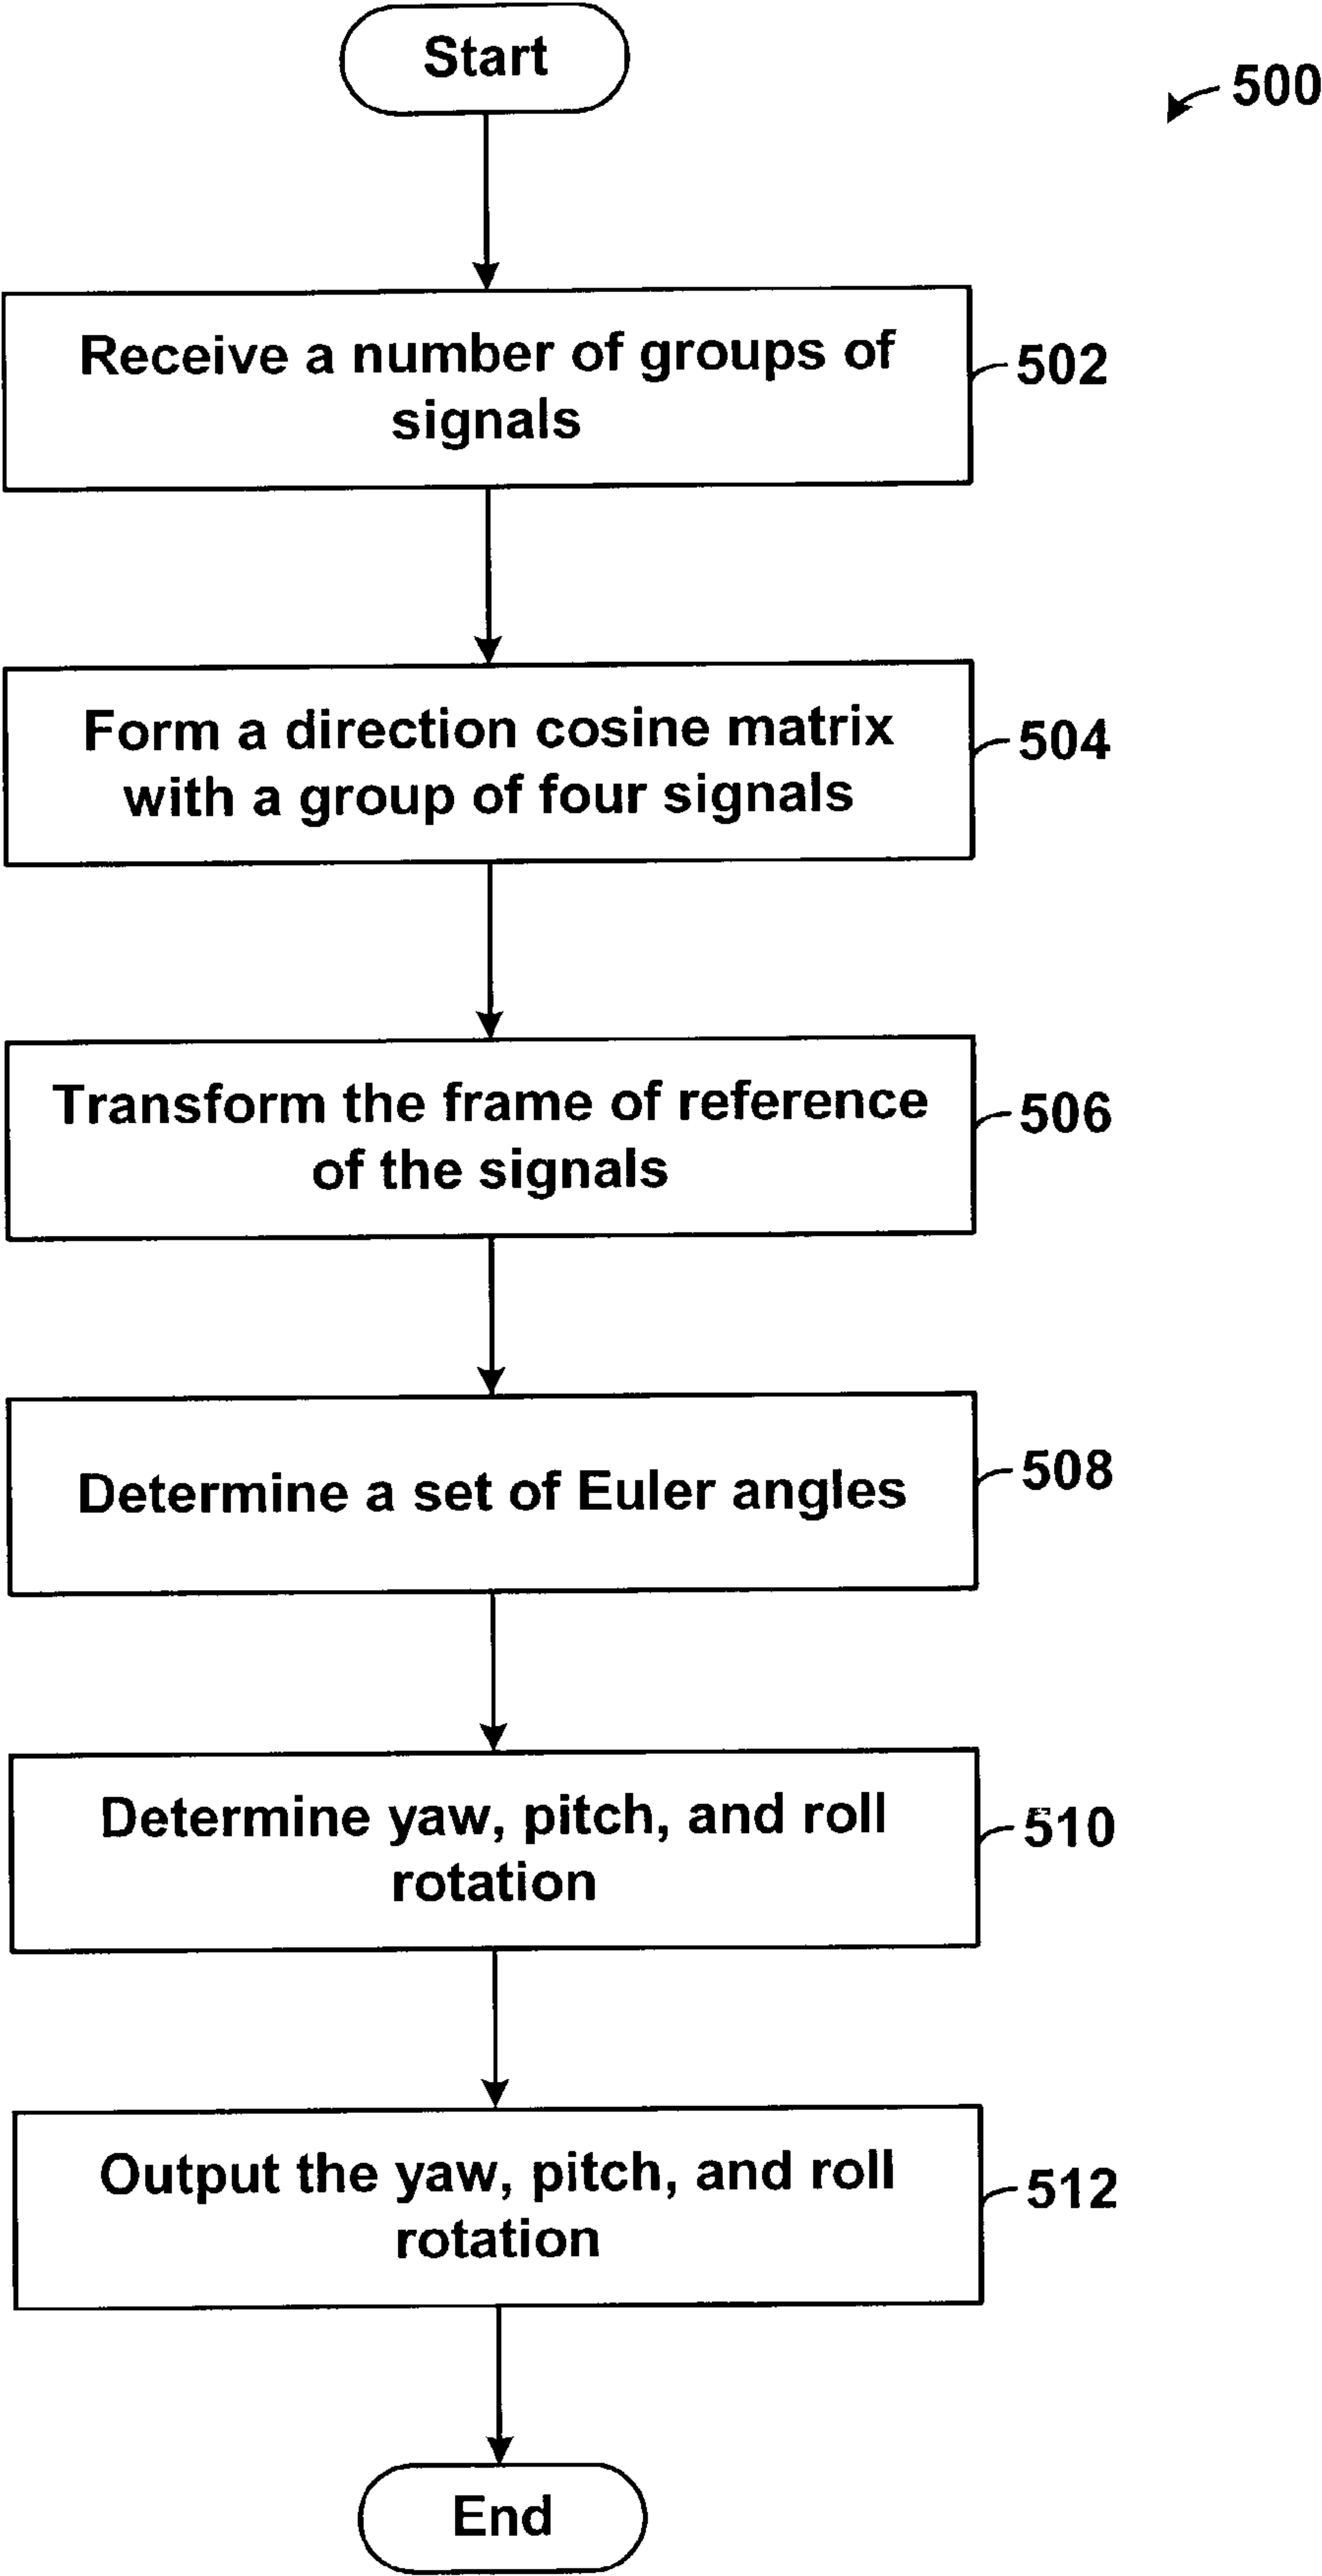 Start
500
Receive a number of groups of
signals
502
Form a direction cosine matrix
with a group of four signals
504
Transform the frame of reference
of the signals
506
Determine a set of Euler angles
508
Determine yaw, pitch, and roll
rotation
510
Output the yaw, pitch, and roll
rotation
512
End